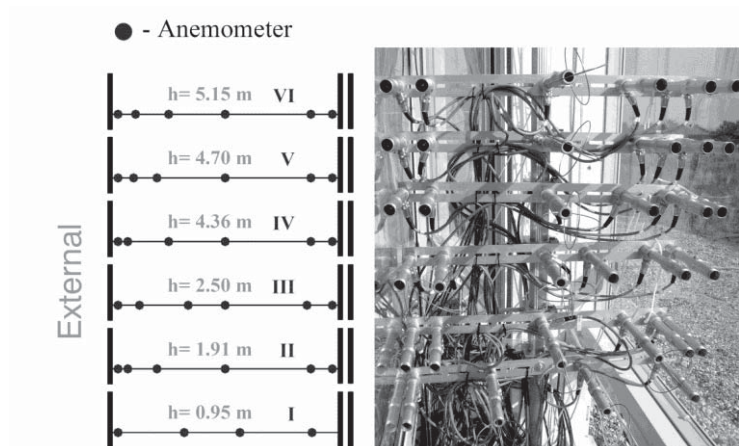 - Anemometer
h= 5.15 m VI
h= 4.70 m V
h= 4.36 m IV
External
h= 2.50 m III
h= 1.91 m II
h= 0.95 m I